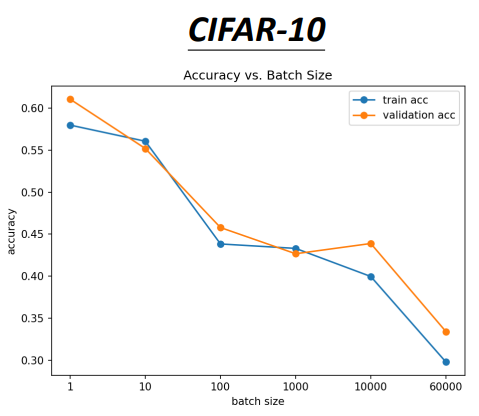 CIFAR-10
Accuracy vs. Batch Size
train acc
validation acc
0.60
0.55
0.50
0.45
0.40
0.35
0.30
accuracy
1 10 100 1000 10000 60000
batch size